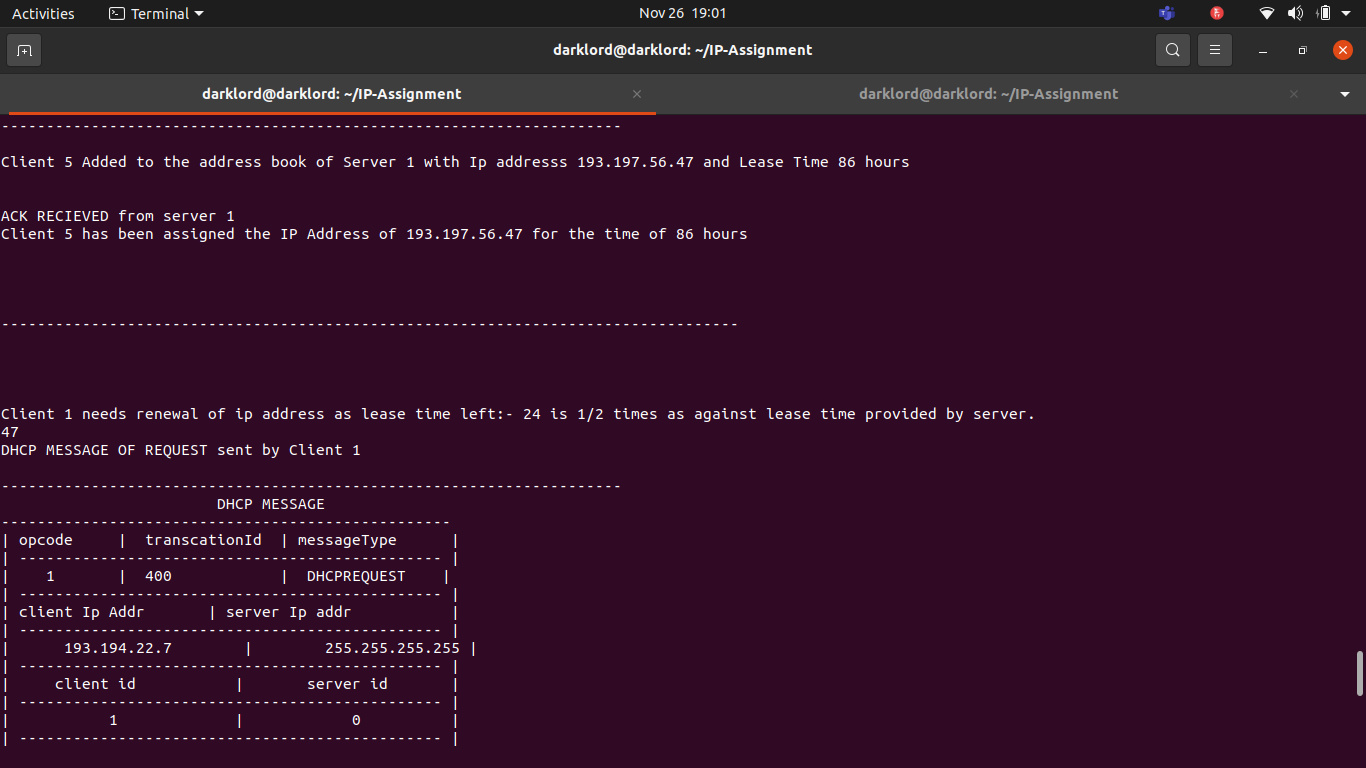 Activities Terminal Nov 26 19:01
darklord@darklord: ~/IP-Assignment
darklord@darklord: ~/IP-Assignment darklord@darklord: ~/IP-Assignment
---------------------------------------------------------------------
Client 5 Added to the address book of Server 1 with Ip addresss 193.197.56.47 and Lease Time 86 hours
ACK RECIEVED from server 1
Client 5 has been assigned the IP Address of 193.197.56.47 for the time of 86 hours
----------------------------------------------------------------------------------
Client 1 needs renewal of ip address as lease time left:- 24 is 1/2 times as against lease time provided by server.
47
DHCP MESSAGE OF REQUEST sent by Client 1
---------------------------------------------------------------------
DHCP MESSAGE
--------------------------------------------------
| opcode     |  transcationId  | messageType      |
| ----------------------------------------------- |
|    1       |  400            |  DHCPREQUEST    |
| ----------------------------------------------- |
| client Ip Addr       | server Ip addr           |
| ----------------------------------------------- |
|      193.194.22.7        |        255.255.255.255 |
| ----------------------------------------------- |
|     client id           |       server id       |
| ----------------------------------------------- |
|           1             |            0          |
| ----------------------------------------------- |